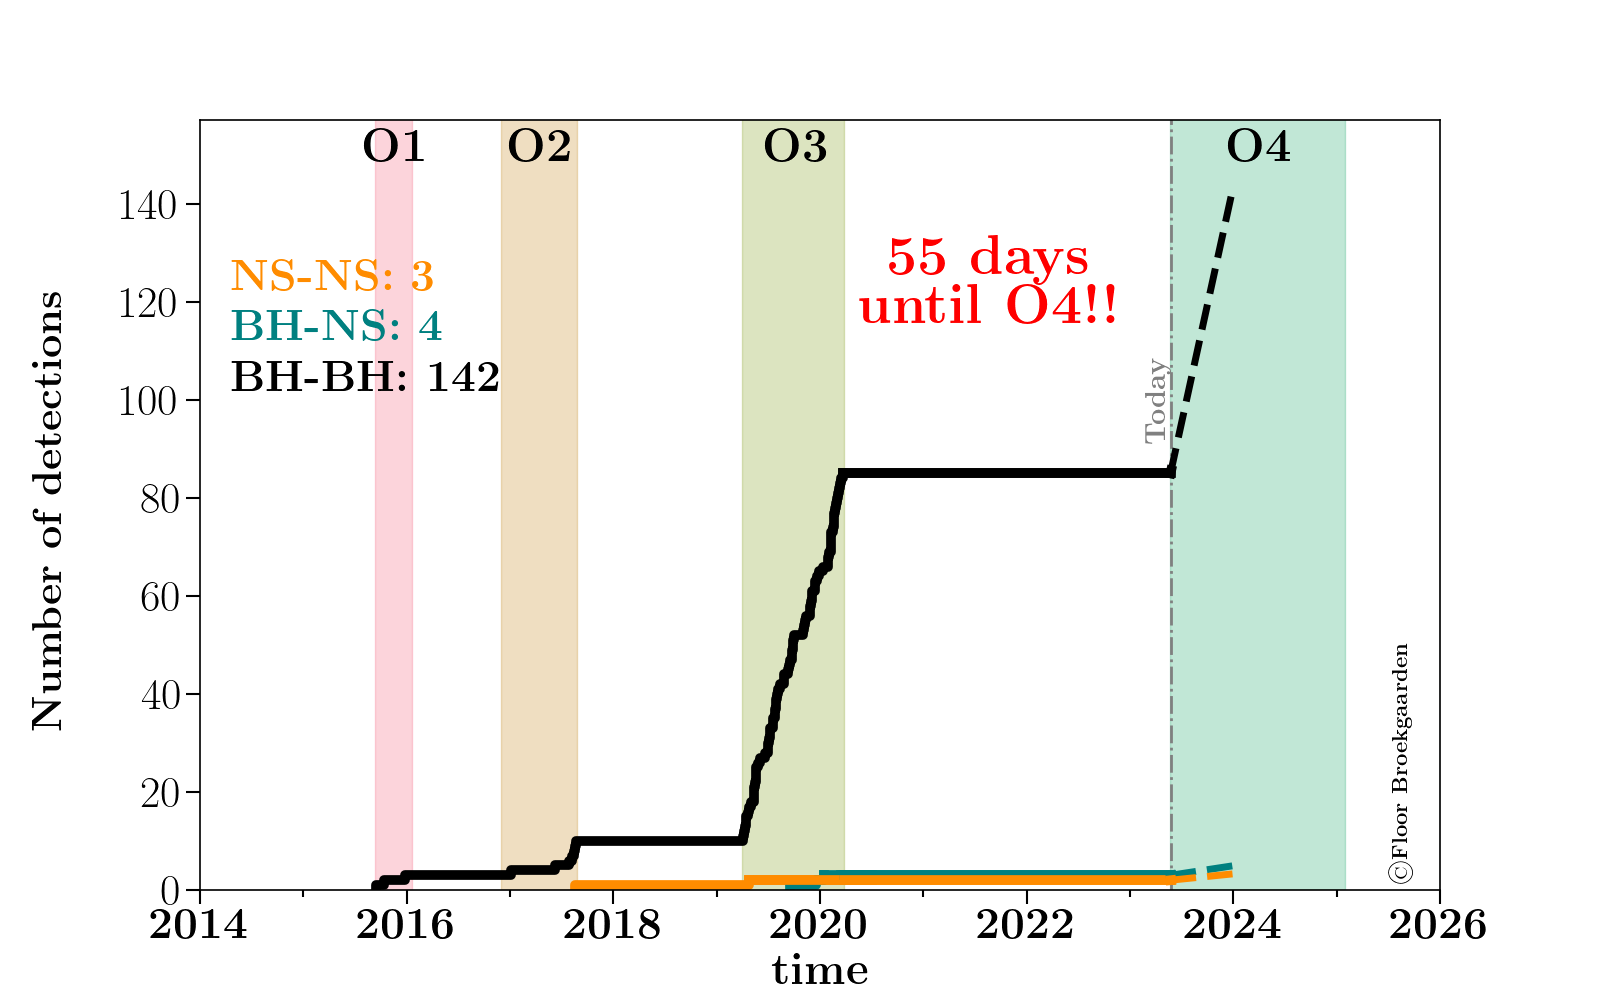 O1
O2
O3
O4
NS-NS: 3
BH-NS: 4
BH-BH: 142
55 days
until O4!!
Today
©Floor Broekgaarden
Number of detections
140
120
100
80
60
40
20
0
2014
2016
2018
2020
2022
2024
2026
time